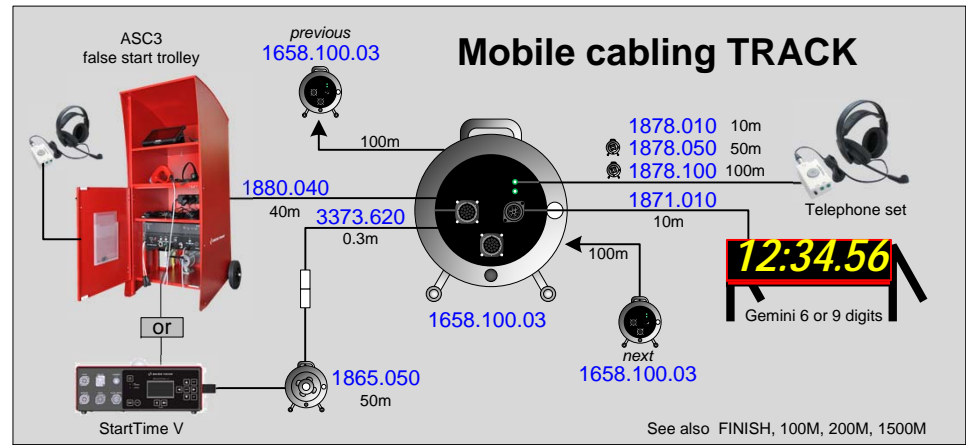 Mobile cabling TRACK
ASC3
false start trolley
previous
1658.100.03
100m
1878.010 10m
1878.050 50m
1878.100 100m
1880.040
40m
3373.620
0.3m
1871.010
10m
Telephone set
100m
12:34.56
Gemini 6 or 9 digits
1658.100.03
or
next
1658.100.03
1865.050
50m
StartTime V
See also FINISH, 100M, 200M, 1500M